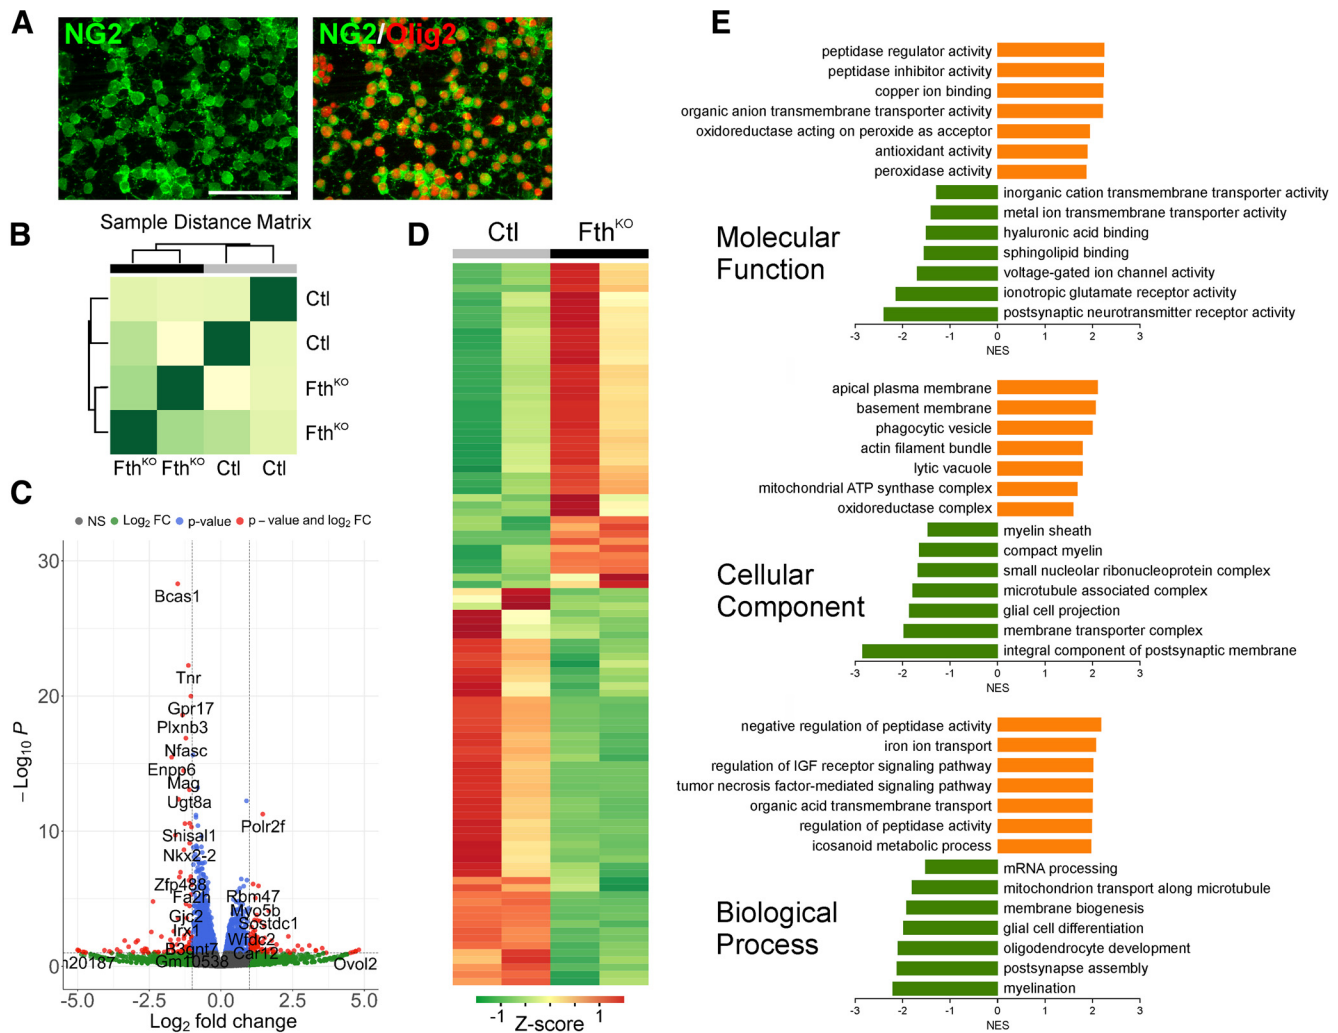 A
NG2
NG2/Olig2
B
Sample Distance Matrix
Ctl
Ctl
Fth^KO
Fth^KO
Fth^KO Fth^KO Ctl Ctl
C
NS Log2 FC p-value p – value and log2 FC
– Log10 P
30
20
10
0
Bcas1
Tnr
Gpr17
Plxnb3
Nfasc
Enpp6
Mag
Ugt8a
Polr2f
Shisal1
Nkx2-2
Zfp488
Fa2h
Rbm47
Gjc2
Myo5b
Irx1
Sostdc1
B3gnt7
Wfdc2
Gm10538
Car12
n20187
Ovol2
-5.0 -2.5 0.0 2.5 5.0
Log2 fold change
D
Ctl Fth^KO
-1 1
Z-score
E
peptidase regulator activity
peptidase inhibitor activity
copper ion binding
organic anion transmembrane transporter activity
oxidoreductase acting on peroxide as acceptor
antioxidant activity
peroxidase activity
inorganic cation transmembrane transporter activity
metal ion transmembrane transporter activity
hyaluronic acid binding
sphingolipid binding
voltage-gated ion channel activity
ionotropic glutamate receptor activity
postsynaptic neurotransmitter receptor activity
Molecular
Function
-3 -2 -1 0 1 2 3
NES
apical plasma membrane
basement membrane
phagocytic vesicle
actin filament bundle
lytic vacuole
mitochondrial ATP synthase complex
oxidoreductase complex
myelin sheath
compact myelin
small nucleolar ribonucleoprotein complex
microtubule associated complex
glial cell projection
membrane transporter complex
integral component of postsynaptic membrane
Cellular
Component
-3 -2 -1 0 1 2 3
NES
negative regulation of peptidase activity
iron ion transport
regulation of IGF receptor signaling pathway
tumor necrosis factor-mediated signaling pathway
organic acid transmembrane transport
regulation of peptidase activity
icosanoid metabolic process
mRNA processing
mitochondrion transport along microtubule
membrane biogenesis
glial cell differentiation
oligodendrocyte development
postsynapse assembly
myelination
Biological
Process
-3 -2 -1 0 1 2 3
NES